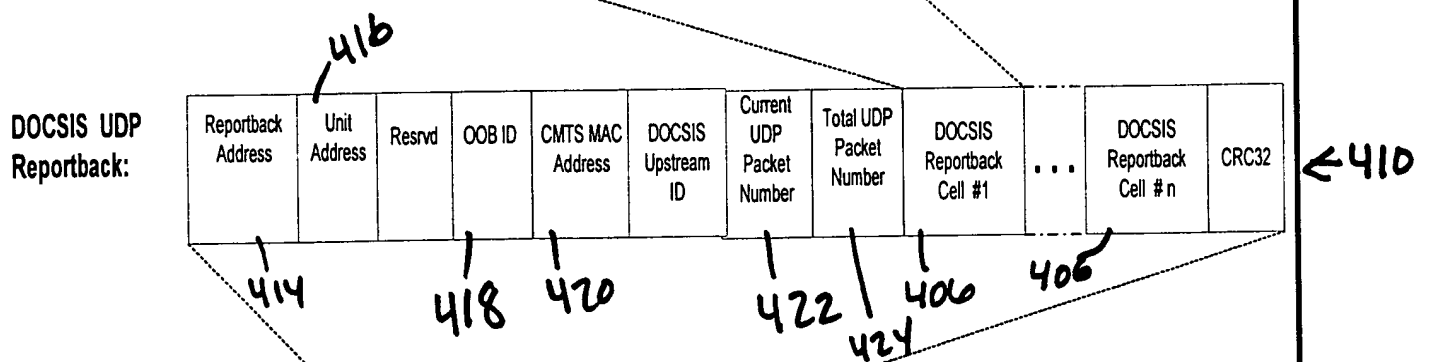 416
DOCSIS UDP
Reportback:
Reportback
Address
Unit
Address
Resrvd
OOB ID
CMTS MAC
Address
DOCSIS
Upstream
ID
Current
UDP
Packet
Number
Total UDP
Packet
Number
DOCSIS
Reportback
Cell #1
...
DOCSIS
Reportback
Cell # n
CRC32
←410
414
418
420
422
424
406
406